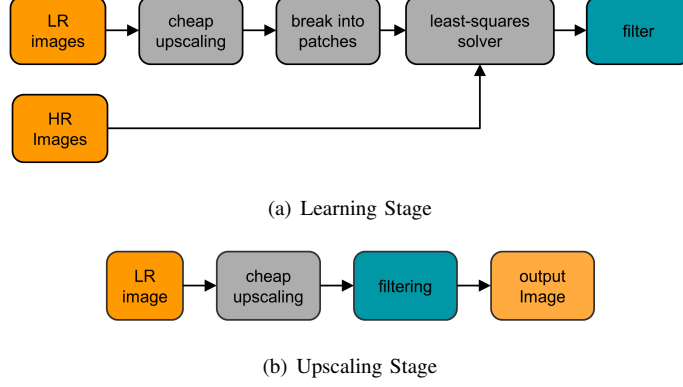 LR
images
cheap
upscaling
break into
patches
least-squares
solver
filter
HR
Images
(a) Learning Stage
LR
image
cheap
upscaling
filtering
output
Image
(b) Upscaling Stage